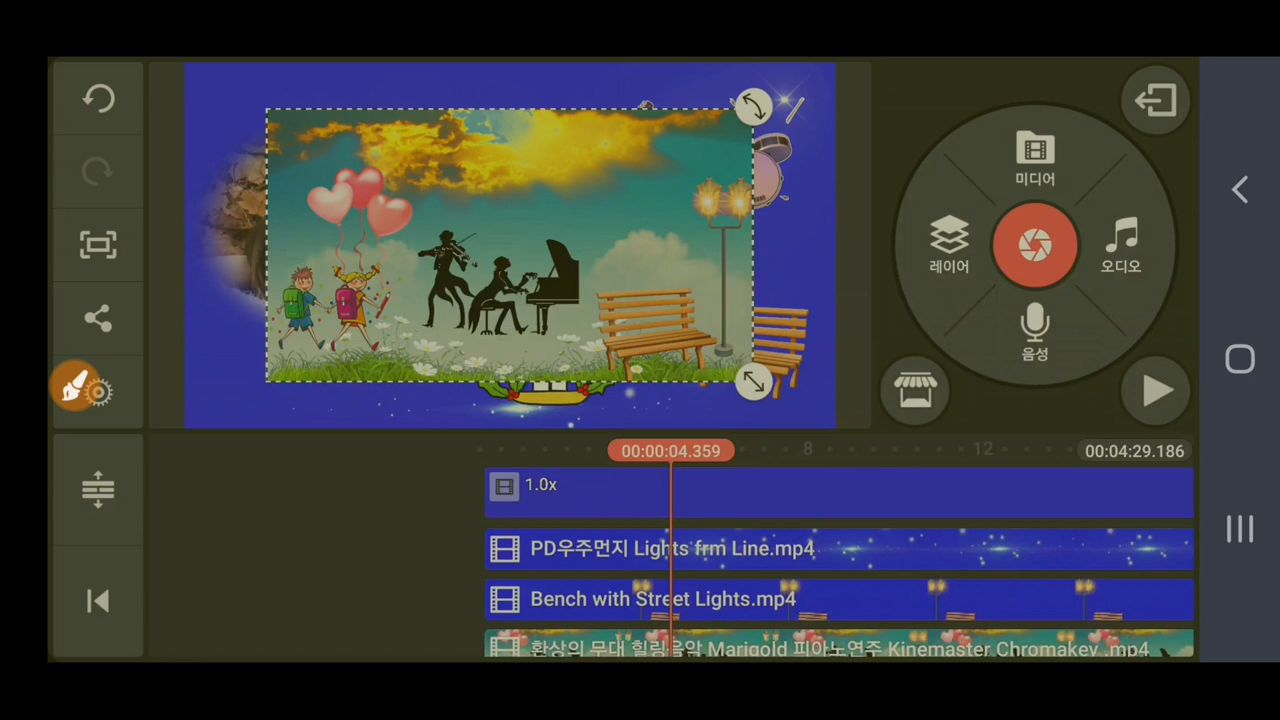 미디어
레이어
오디오
음성
00:00:04.359
8
12
00:04:29.186
1.0x
PD우주먼지 Lights frm Line.mp4
Bench with Street Lights.mp4
환상의 무대 힐링음악 Marigold 피아노연주 Kinemaster Chromakey .mp4